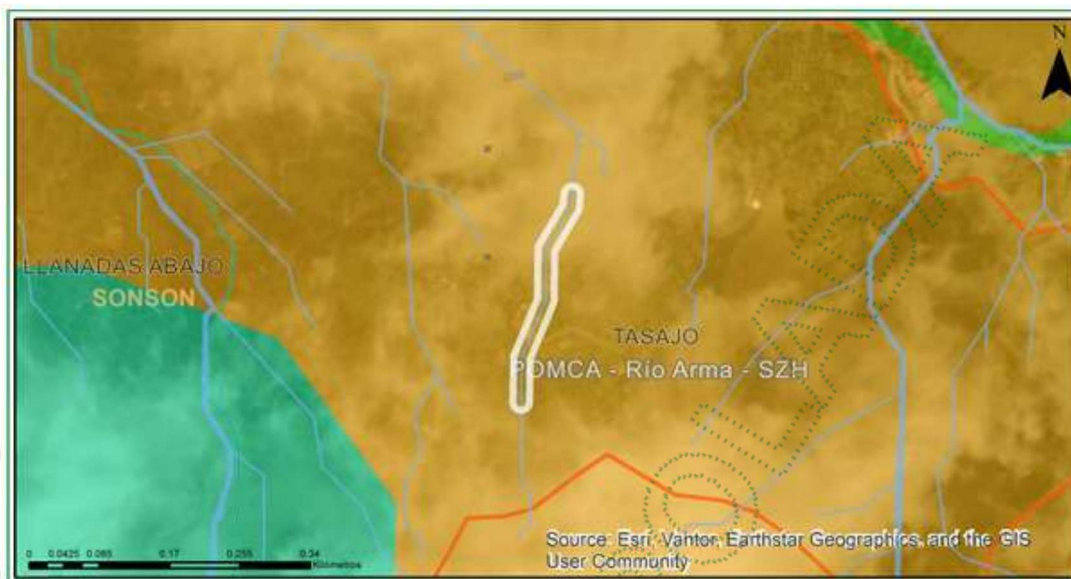 N
LLANADAS ABAJO
SONSON
TASAJO
POMCA - Río Arma - SZH
Source: Esri, Vantor, Earthstar Geographics, and the GIS
User Community
0 0.0425 0.085 0.17 0.255 0.34
Kilometros